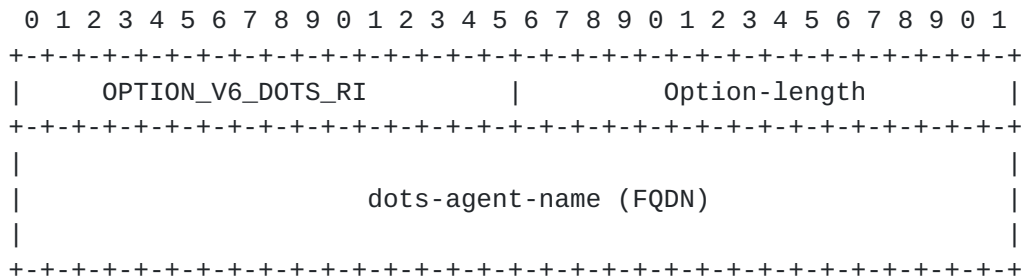 0 1 2 3 4 5 6 7 8 9 0 1 2 3 4 5 6 7 8 9 0 1 2 3 4 5 6 7 8 9 0 1
+-+-+-+-+-+-+-+-+-+-+-+-+-+-+-+-+-+-+-+-+-+-+-+-+-+-+-+-+-+-+-+-+
|     OPTION_V6_DOTS_RI         |         Option-length         |
+-+-+-+-+-+-+-+-+-+-+-+-+-+-+-+-+-+-+-+-+-+-+-+-+-+-+-+-+-+-+-+-+
|                                                               |
|                      dots-agent-name (FQDN)                   |
|                                                               |
+-+-+-+-+-+-+-+-+-+-+-+-+-+-+-+-+-+-+-+-+-+-+-+-+-+-+-+-+-+-+-+-+